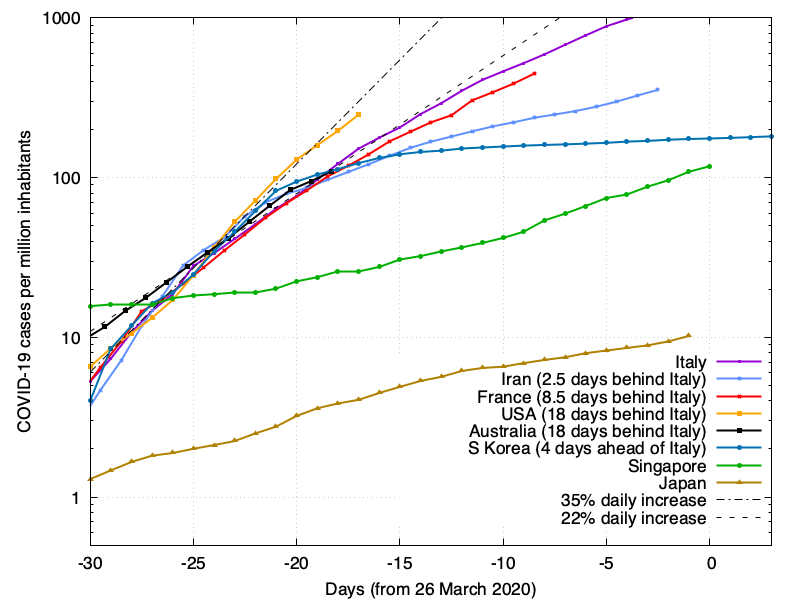 1000
100
10
1
COVID-19 cases per million inhabitants
Italy
Iran (2.5 days behind Italy)
France (8.5 days behind Italy)
USA (18 days behind Italy)
Australia (18 days behind Italy)
S Korea (4 days ahead of Italy)
Singapore
Japan
35% daily increase
22% daily increase
-30 -25 -20 -15 -10 -5 0
Days (from 26 March 2020)